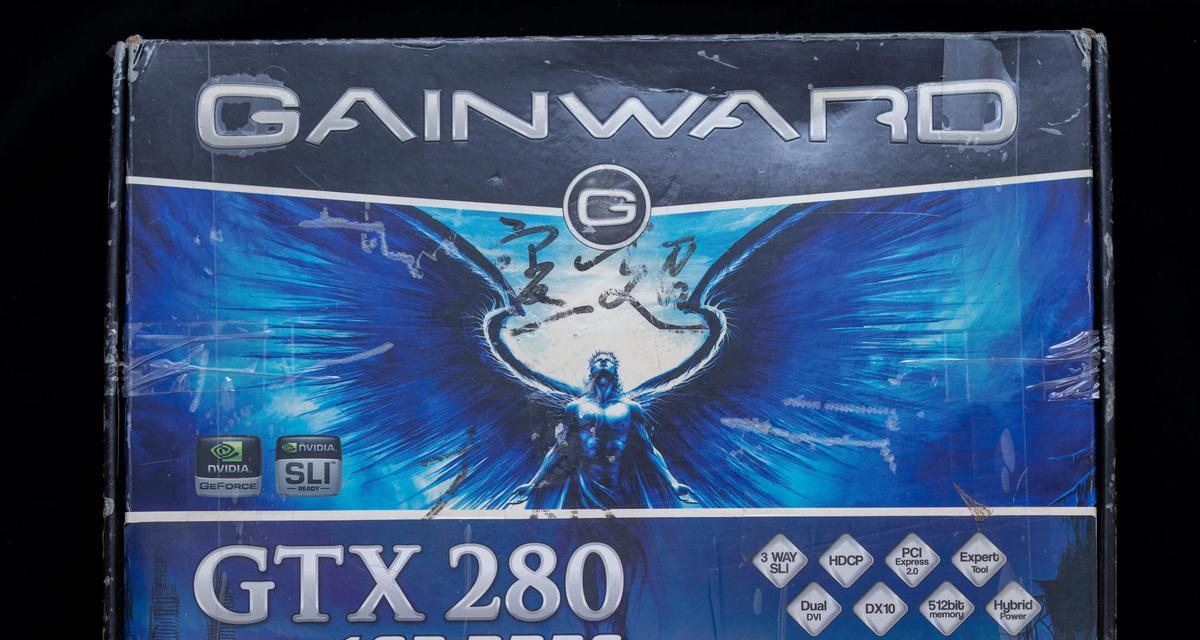 GAINWARD
G
NVIDIA
GEFORCE
NVIDIA
SLI
READY
GTX 280
3 WAY
SLI
HDCP
PCI
Express
2.0
Expert
Tool
Dual
DVI
DX10
512bit
memory
Hybrid
Power